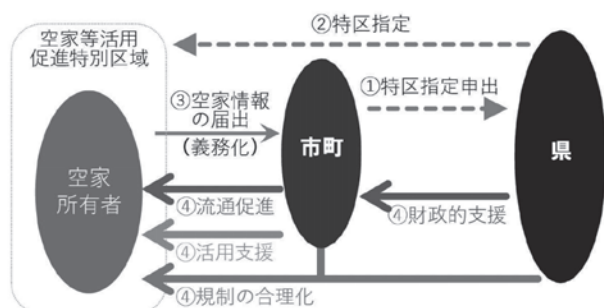 空家等活用
促進特別区域
②特区指定
①特区指定申出
③空家情報
の届出
(義務化)
空家
所有者
市町
県
④流通促進
④財政的支援
④活用支援
④規制の合理化